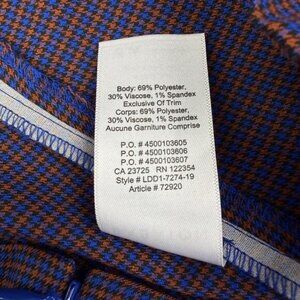 Body: 69% Polyester,
30% Viscose, 1% Spandex
Exclusive Of Trim
Corps: 69% Polyester,
30% Viscose, 1% Spandex
Aucune Garniture Comprise
P.O. # 4500103605
P.O. # 4500103606
P.O. # 4500103607
CA 23725 RN 122354
Style # LDD1-7274-19
Article # 72920